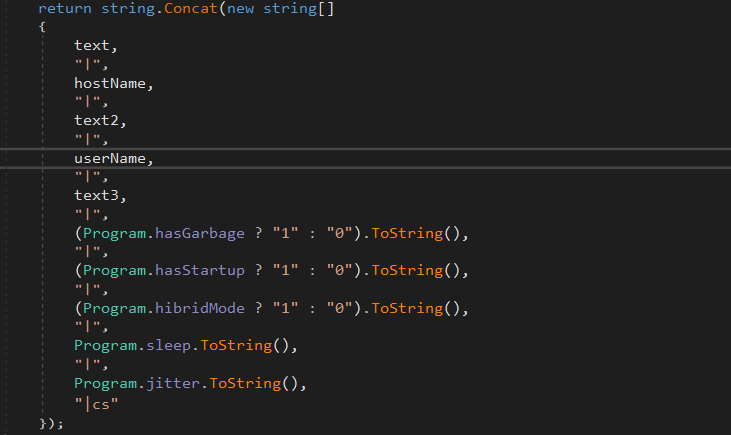 return string.Concat(new string[]
{
text,
"|",
hostName,
"|",
text2,
"|",
userName,
"|",
text3,
"|",
(Program.hasGarbage ? "1" : "0").ToString(),
"|",
(Program.hasStartup ? "1" : "0").ToString(),
"|",
(Program.hibridMode ? "1" : "0").ToString(),
"|",
Program.sleep.ToString(),
"|",
Program.jitter.ToString(),
"|cs"
});